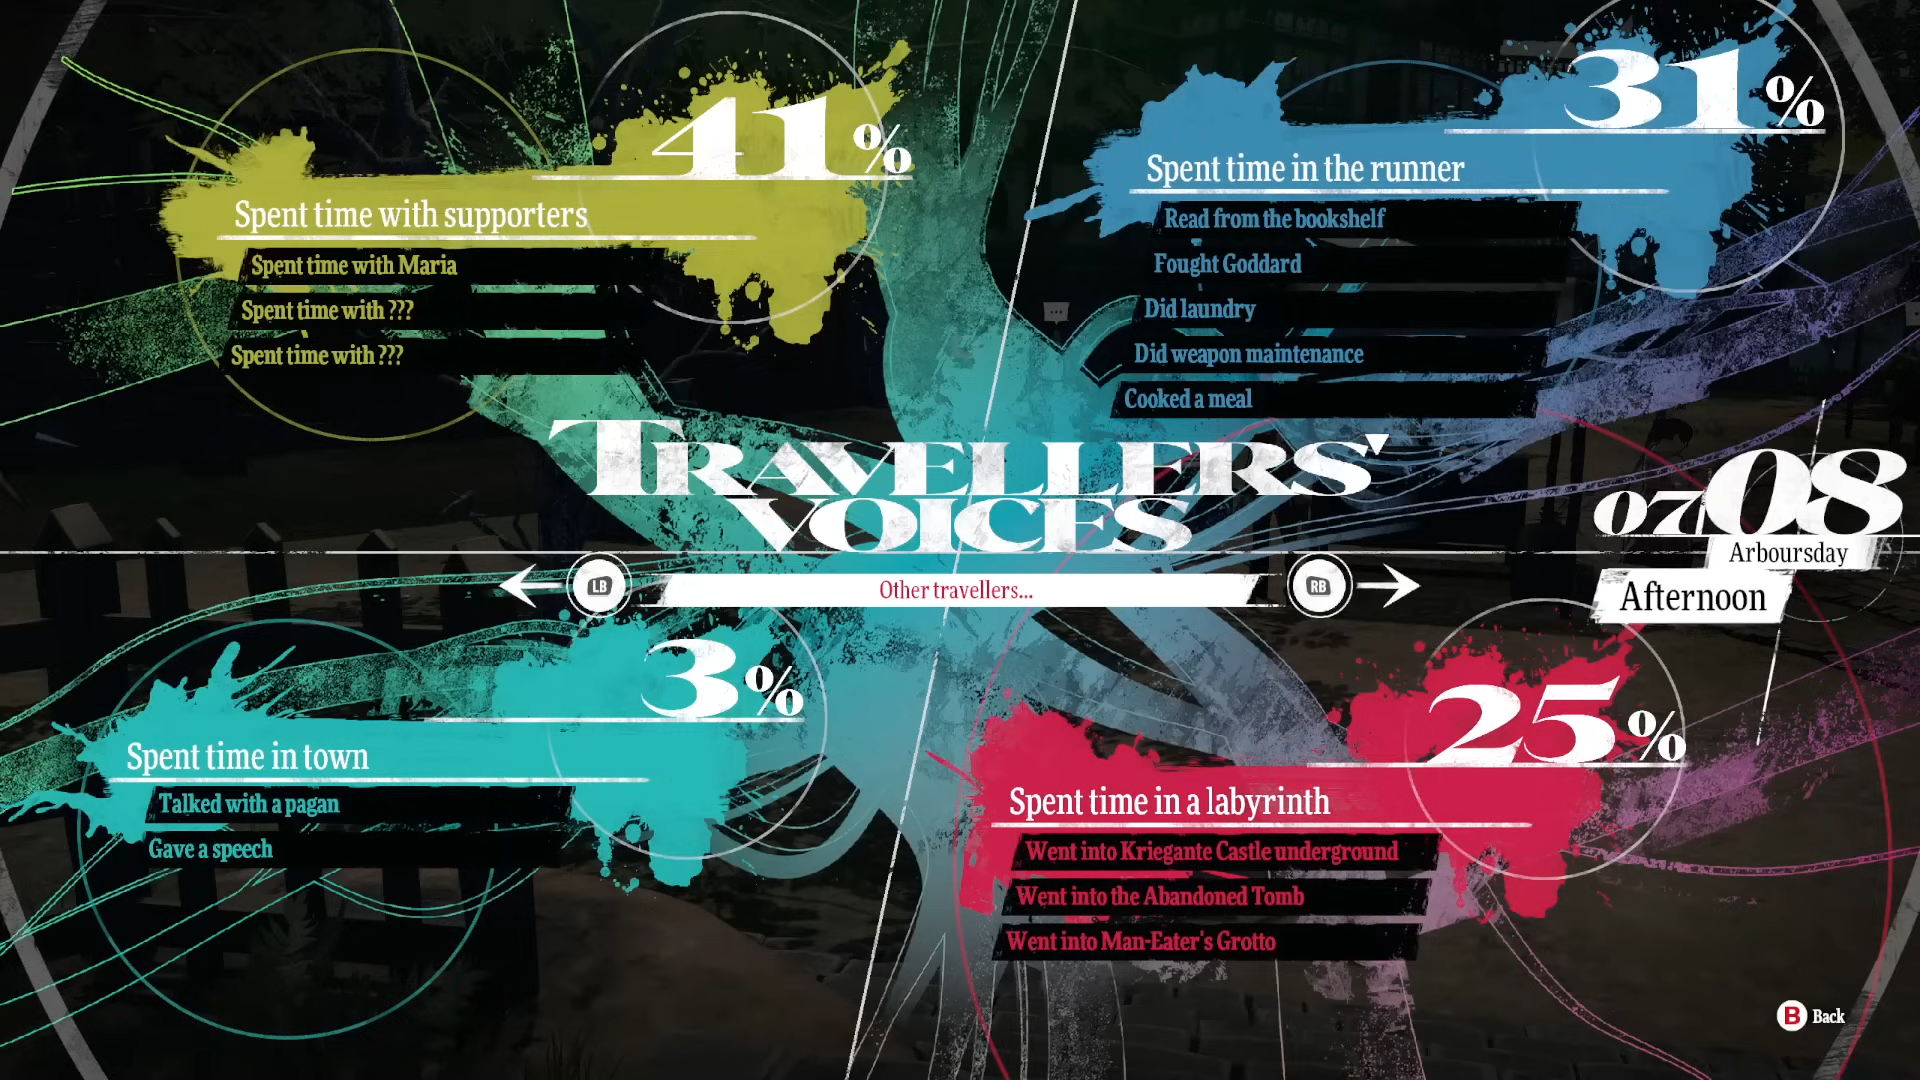 41%
Spent time with supporters
Spent time with Maria
Spent time with ???
Spent time with ???
31%
Spent time in the runner
Read from the bookshelf
Fought Goddard
Did laundry
Did weapon maintenance
Cooked a meal
TRAVELLERS'
VOICES
07/08
Arboursday
Afternoon
LB
Other travellers...
RB
3%
Spent time in town
Talked with a pagan
Gave a speech
25%
Spent time in a labyrinth
Went into Kriegante Castle underground
Went into the Abandoned Tomb
Went into Man-Eater's Grotto
B Back